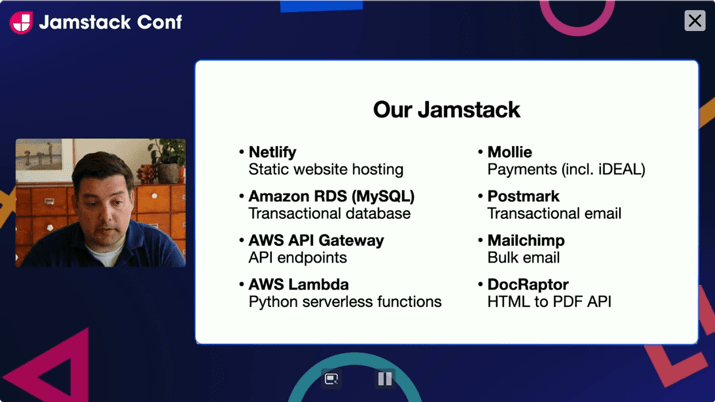 Jamstack Conf
Our Jamstack
• Netlify
Static website hosting
• Amazon RDS (MySQL)
Transactional database
• AWS API Gateway
API endpoints
• AWS Lambda
Python serverless functions
• Mollie
Payments (incl. iDEAL)
• Postmark
Transactional email
• Mailchimp
Bulk email
• DocRaptor
HTML to PDF API